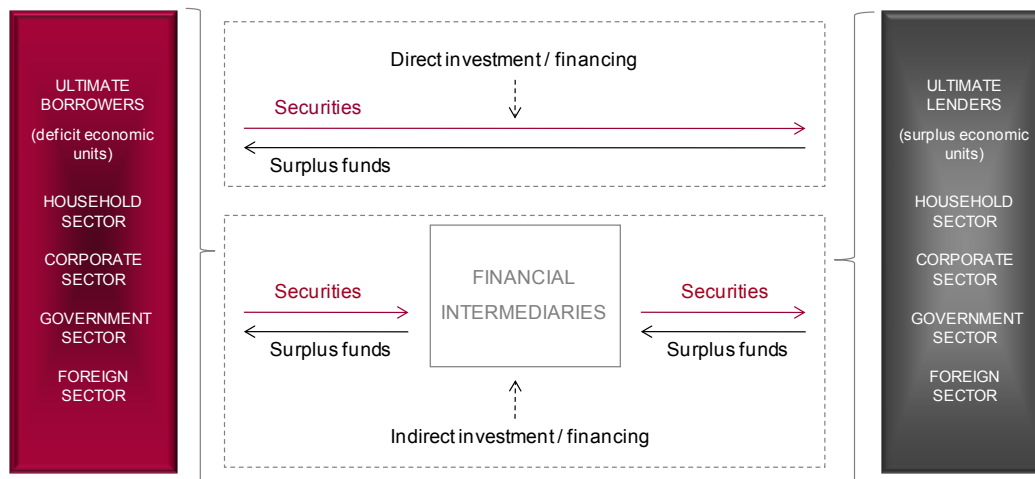 ULTIMATE
BORROWERS
(deficit economic
units)
HOUSEHOLD
SECTOR
CORPORATE
SECTOR
GOVERNMENT
SECTOR
FOREIGN
SECTOR
Direct investment / financing
Securities
Surplus funds
FINANCIAL
INTERMEDIARIES
Securities
Surplus funds
Securities
Surplus funds
Indirect investment / financing
ULTIMATE
LENDERS
(surplus economic
units)
HOUSEHOLD
SECTOR
CORPORATE
SECTOR
GOVERNMENT
SECTOR
FOREIGN
SECTOR